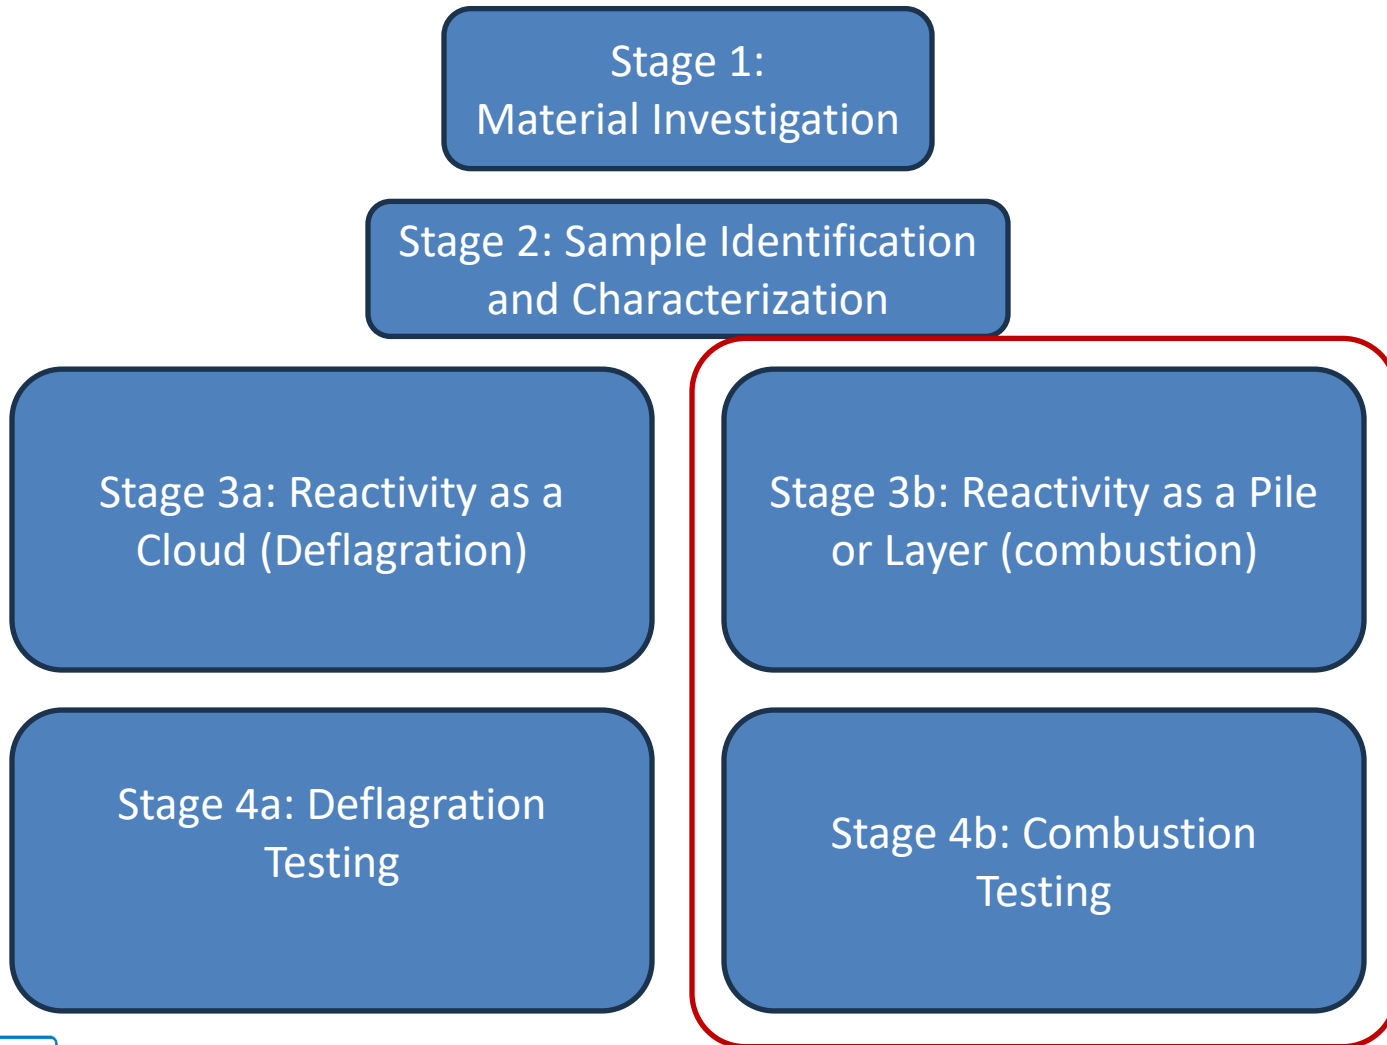 Stage 1:
Material Investigation
Stage 2: Sample Identification
and Characterization
Stage 3a: Reactivity as a
Cloud (Deflagration)
Stage 3b: Reactivity as a Pile
or Layer (combustion)
Stage 4a: Deflagration
Testing
Stage 4b: Combustion
Testing